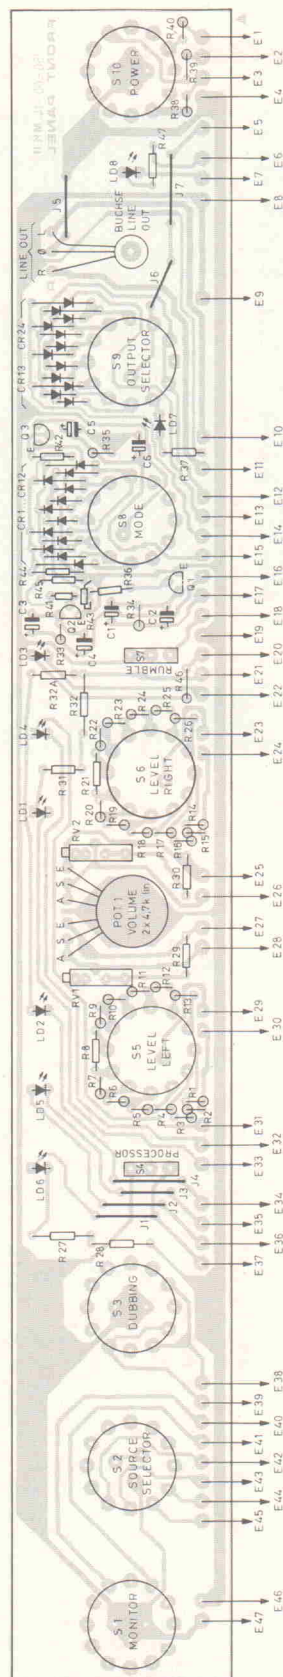 FRONT PANEL
S10
POWER
R40
R39
R38
E1
E2
E3
E4
E5
E6
E7
E8
E9
E10
E11
E12
E13
E14
E15
E16
E17
E18
E19
E20
E21
E22
E23
E24
E25
E26
E27
E28
E29
E30
E31
E32
E33
E34
E35
E36
E37
E38
E39
E40
E41
E42
E43
E44
E45
E46
E47
R47
LD8
J7
J5
LINE OUT
L
Ø
R
BUCHSE
LINE
OUT
J6
S9
OUTPUT
SELECTOR
CR24
CR13
Q3
E
R42
C5
R35
LD7
C6
R37
CR12
CR1
S8
MODE
R44
R45
R41
R43
R36
E
Q1
C3
Q2
C1
R34
C2
R33
C4
LD3
S7
RUMBLE
R32A
R32
R46
LD4
R25
R24
R23
R22
R26
S6
LEVEL
RIGHT
R31
R21
R20
R19
R18
R17
R16
R15
R14
LD1
RV2
R30
E
S
A
E
S
A
POT 1
VOLUME
2x4,7k lin
R29
RV1
LD2
R12
R11
R10
R9
R13
S5
LEVEL
LEFT
R8
R7
R6
R5
R4
R3
R2
R1
LD5
LD6
S4
PROCESSOR
J4
J3
J2
J1
R27
R28
S3
DUBBING
S2
SOURCE
SELECTOR
S1
MONITOR